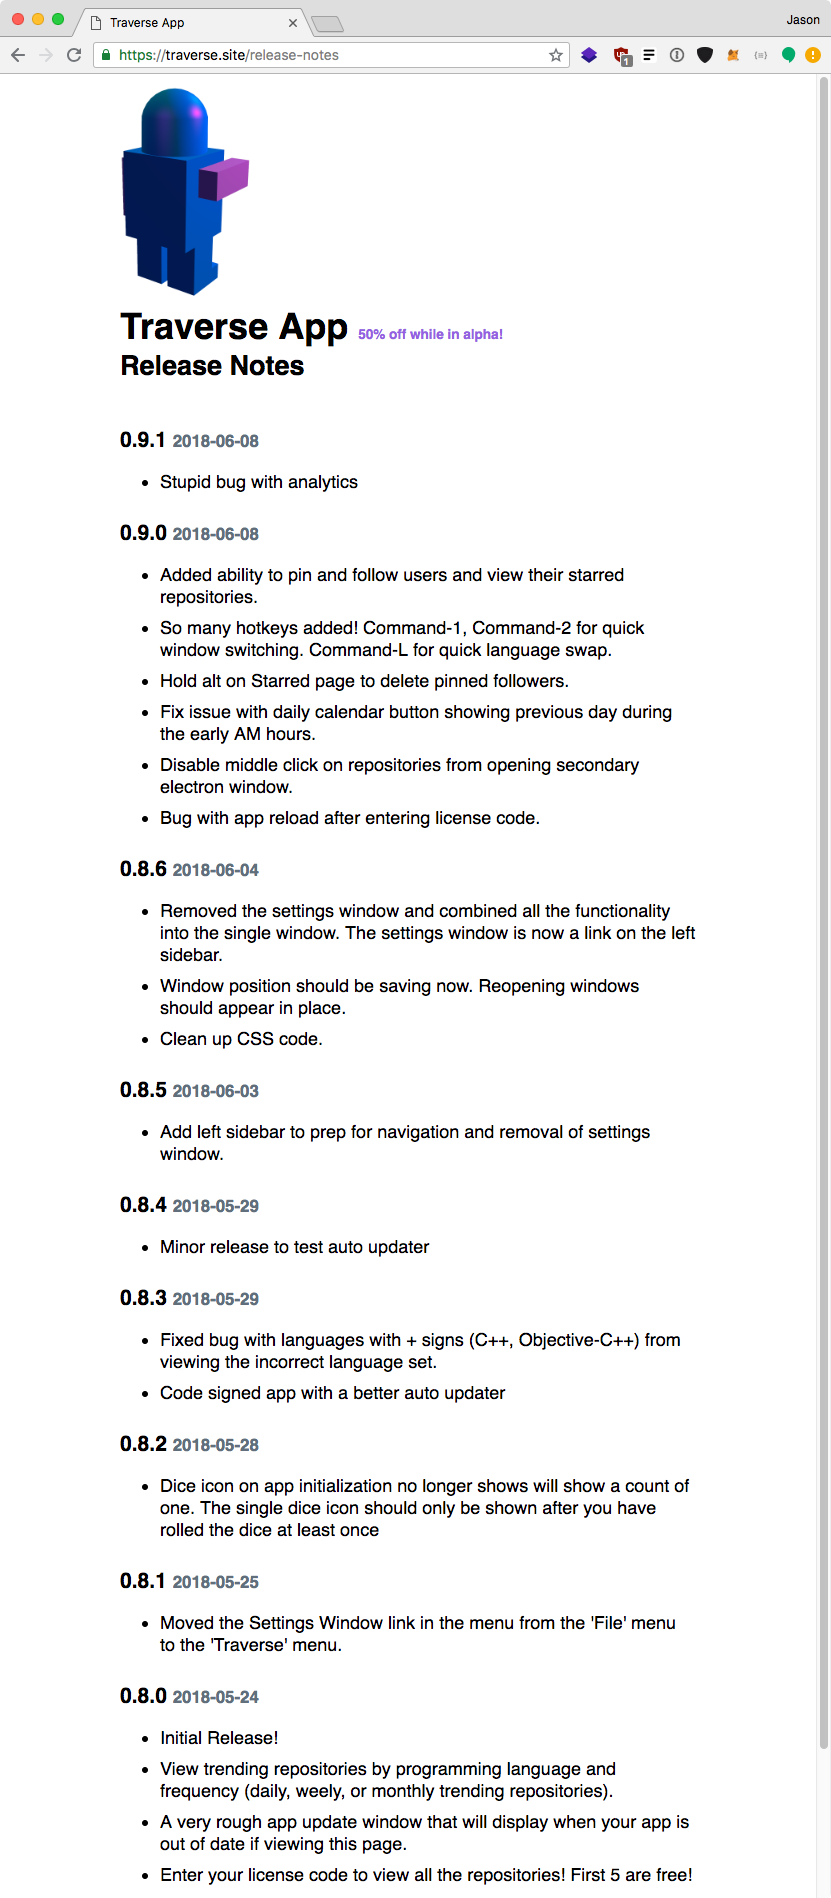 Traverse App
Jason
https://traverse.site/release-notes
1
Traverse App 50% off while in alpha!
Release Notes
0.9.1 2018-06-08
• Stupid bug with analytics
0.9.0 2018-06-08
• Added ability to pin and follow users and view their starred
repositories.
• So many hotkeys added! Command-1, Command-2 for quick
window switching. Command-L for quick language swap.
• Hold alt on Starred page to delete pinned followers.
• Fix issue with daily calendar button showing previous day during
the early AM hours.
• Disable middle click on repositories from opening secondary
electron window.
• Bug with app reload after entering license code.
0.8.6 2018-06-04
• Removed the settings window and combined all the functionality
into the single window. The settings window is now a link on the left
sidebar.
• Window position should be saving now. Reopening windows
should appear in place.
• Clean up CSS code.
0.8.5 2018-06-03
• Add left sidebar to prep for navigation and removal of settings
window.
0.8.4 2018-05-29
• Minor release to test auto updater
0.8.3 2018-05-29
• Fixed bug with languages with + signs (C++, Objective-C++) from
viewing the incorrect language set.
• Code signed app with a better auto updater
0.8.2 2018-05-28
• Dice icon on app initialization no longer shows will show a count of
one. The single dice icon should only be shown after you have
rolled the dice at least once
0.8.1 2018-05-25
• Moved the Settings Window link in the menu from the 'File' menu
to the 'Traverse' menu.
0.8.0 2018-05-24
• Initial Release!
• View trending repositories by programming language and
frequency (daily, weely, or monthly trending repositories).
• A very rough app update window that will display when your app is
out of date if viewing this page.
• Enter your license code to view all the repositories! First 5 are free!